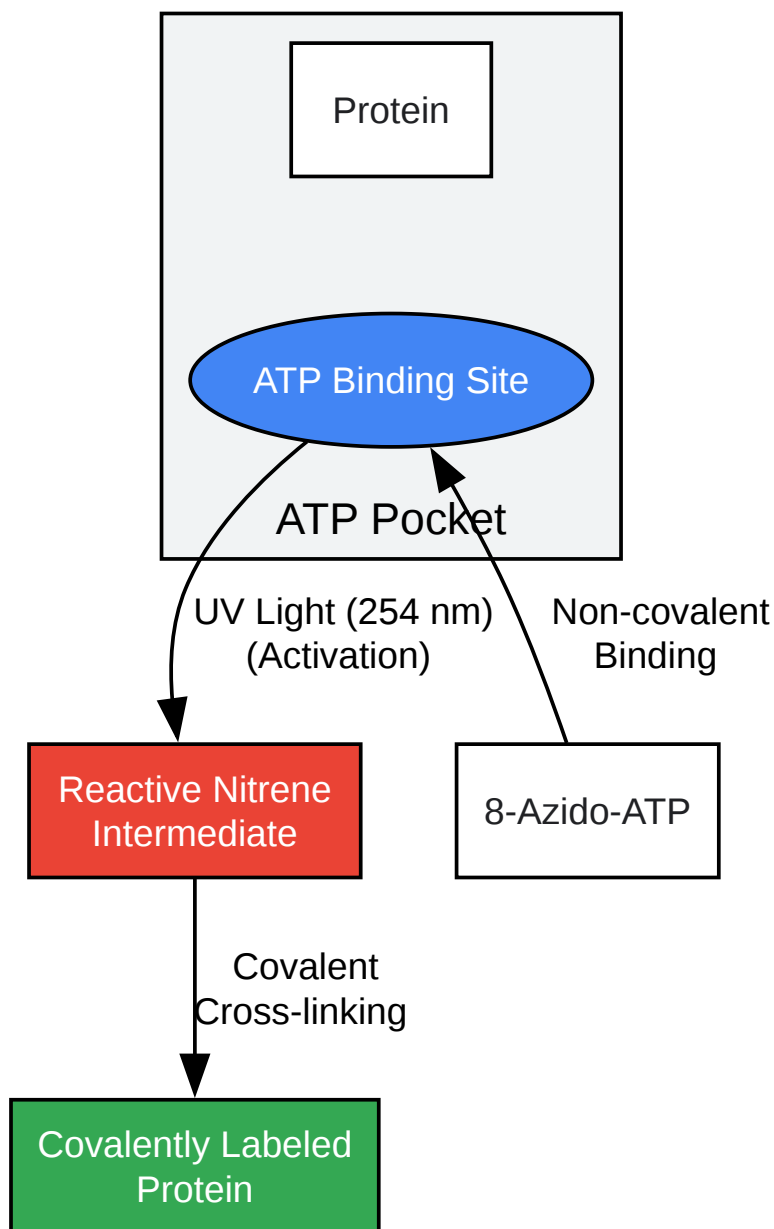 Protein
ATP Binding Site
ATP Pocket
UV Light (254 nm)
(Activation)
Non-covalent
Binding
Reactive Nitrene
Intermediate
8-Azido-ATP
Covalent
Cross-linking
Covalently Labeled
Protein